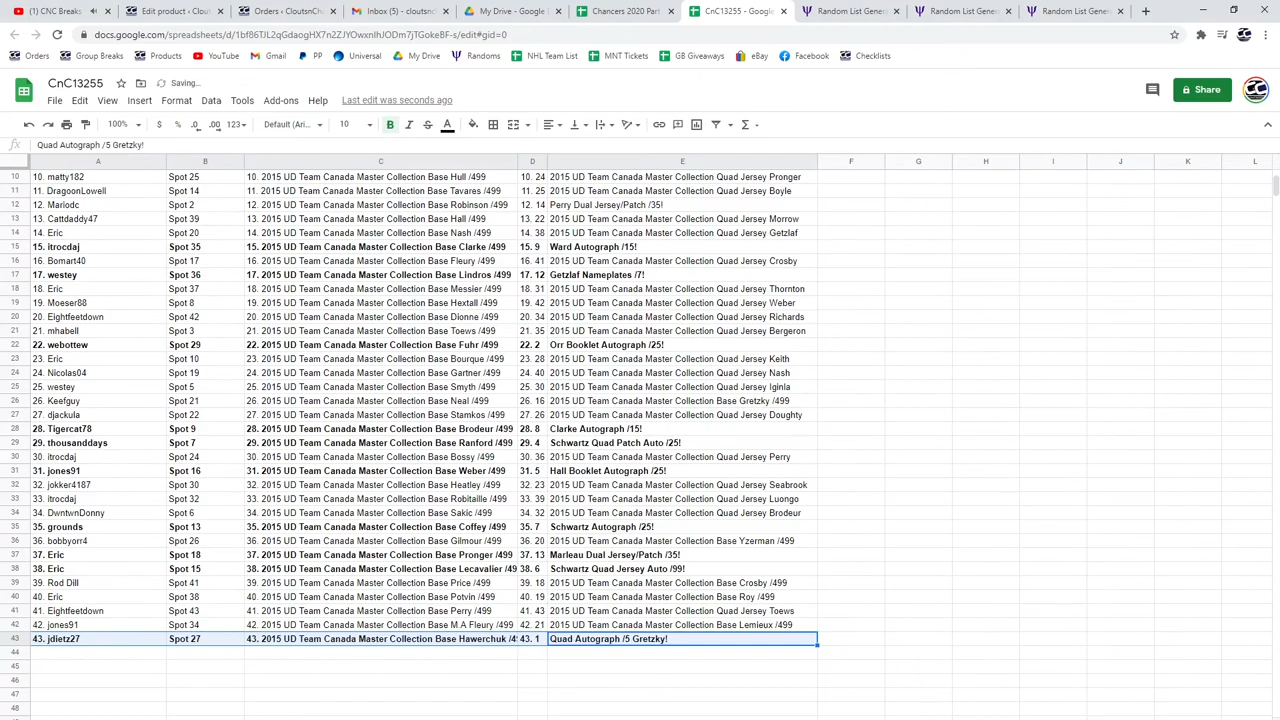 (1) CNC Breaks
Edit product ‹ Clout
Orders ‹ CloutsnCh
Inbox (5) - cloutsnc
My Drive - Google
Chancers 2020 Part
CnC13255 - Google
Random List Gener
Random List Gener
Random List Gener
docs.google.com/spreadsheets/d/1bf86TJL2qGdaogHX7n2ZJYOwxnIhJODm7jTGokeBF-s/edit#gid=0
Orders
Group Breaks
Products
YouTube
Gmail
PP
Universal
My Drive
Randoms
NHL Team List
MNT Tickets
GB Giveaways
eBay
Facebook
Checklists
CnC13255
Saving...
Share
File Edit View Insert Format Data Tools Add-ons Help Last edit was seconds ago
100% $ % .0 .00 123 Default (Ari... 10 B I S A
fx Quad Autograph /5 Gretzky!
A B C D E F G H I J K L
10 10. matty182 Spot 25 10. 2015 UD Team Canada Master Collection Base Hull /499 10. 24 2015 UD Team Canada Master Collection Quad Jersey Pronger
11 11. DragoonLowell Spot 14 11. 2015 UD Team Canada Master Collection Base Tavares /499 11. 25 2015 UD Team Canada Master Collection Quad Jersey Boyle
12 12. Mariodc Spot 2 12. 2015 UD Team Canada Master Collection Base Robinson /499 12. 14 Perry Dual Jersey/Patch /35!
13 13. Cattdaddy47 Spot 39 13. 2015 UD Team Canada Master Collection Base Hall /499 13. 22 2015 UD Team Canada Master Collection Quad Jersey Morrow
14 14. Eric Spot 20 14. 2015 UD Team Canada Master Collection Base Nash /499 14. 38 2015 UD Team Canada Master Collection Quad Jersey Getzlaf
15 15. itrocdaj Spot 35 15. 2015 UD Team Canada Master Collection Base Clarke /499 15. 9 Ward Autograph /15!
16 16. Bomart40 Spot 17 16. 2015 UD Team Canada Master Collection Base Fleury /499 16. 41 2015 UD Team Canada Master Collection Quad Jersey Crosby
17 17. westey Spot 36 17. 2015 UD Team Canada Master Collection Base Lindros /499 17. 12 Getzlaf Nameplates /7!
18 18. Eric Spot 37 18. 2015 UD Team Canada Master Collection Base Messier /499 18. 31 2015 UD Team Canada Master Collection Quad Jersey Thornton
19 19. Moeser88 Spot 8 19. 2015 UD Team Canada Master Collection Base Hextall /499 19. 42 2015 UD Team Canada Master Collection Quad Jersey Weber
20 20. Eightfeetdown Spot 42 20. 2015 UD Team Canada Master Collection Base Dionne /499 20. 34 2015 UD Team Canada Master Collection Quad Jersey Richards
21 21. mhabell Spot 3 21. 2015 UD Team Canada Master Collection Base Toews /499 21. 35 2015 UD Team Canada Master Collection Quad Jersey Bergeron
22 22. webottew Spot 29 22. 2015 UD Team Canada Master Collection Base Fuhr /499 22. 2 Orr Booklet Autograph /25!
23 23. Eric Spot 10 23. 2015 UD Team Canada Master Collection Base Bourque /499 23. 28 2015 UD Team Canada Master Collection Quad Jersey Keith
24 24. Nicolas04 Spot 19 24. 2015 UD Team Canada Master Collection Base Gartner /499 24. 40 2015 UD Team Canada Master Collection Quad Jersey Nash
25 25. westey Spot 5 25. 2015 UD Team Canada Master Collection Base Smyth /499 25. 30 2015 UD Team Canada Master Collection Quad Jersey Iginla
26 26. Keefguy Spot 21 26. 2015 UD Team Canada Master Collection Base Neal /499 26. 16 2015 UD Team Canada Master Collection Base Gretzky /499
27 27. djackula Spot 22 27. 2015 UD Team Canada Master Collection Base Stamkos /499 27. 26 2015 UD Team Canada Master Collection Quad Jersey Doughty
28 28. Tigercat78 Spot 9 28. 2015 UD Team Canada Master Collection Base Brodeur /499 28. 8 Clarke Autograph /15!
29 29. thousanddays Spot 7 29. 2015 UD Team Canada Master Collection Base Ranford /499 29. 4 Schwartz Quad Patch Auto /25!
30 30. itrocdaj Spot 24 30. 2015 UD Team Canada Master Collection Base Bossy /499 30. 36 2015 UD Team Canada Master Collection Quad Jersey Perry
31 31. jones91 Spot 16 31. 2015 UD Team Canada Master Collection Base Weber /499 31. 5 Hall Booklet Autograph /25!
32 32. jokker4187 Spot 30 32. 2015 UD Team Canada Master Collection Base Heatley /499 32. 23 2015 UD Team Canada Master Collection Quad Jersey Seabrook
33 33. itrocdaj Spot 32 33. 2015 UD Team Canada Master Collection Base Robitaille /499 33. 39 2015 UD Team Canada Master Collection Quad Jersey Luongo
34 34. DwntwnDonny Spot 6 34. 2015 UD Team Canada Master Collection Base Sakic /499 34. 32 2015 UD Team Canada Master Collection Quad Jersey Brodeur
35 35. grounds Spot 13 35. 2015 UD Team Canada Master Collection Base Coffey /499 35. 7 Schwartz Autograph /25!
36 36. bobbyorr4 Spot 26 36. 2015 UD Team Canada Master Collection Base Gilmour /499 36. 20 2015 UD Team Canada Master Collection Base Yzerman /499
37 37. Eric Spot 18 37. 2015 UD Team Canada Master Collection Base Pronger /499 37. 13 Marleau Dual Jersey/Patch /35!
38 38. Eric Spot 15 38. 2015 UD Team Canada Master Collection Base Lecavalier /499 38. 6 Schwartz Quad Jersey Auto /99!
39 39. Rod Dill Spot 41 39. 2015 UD Team Canada Master Collection Base Price /499 39. 18 2015 UD Team Canada Master Collection Base Crosby /499
40 40. Eric Spot 38 40. 2015 UD Team Canada Master Collection Base Potvin /499 40. 19 2015 UD Team Canada Master Collection Base Roy /499
41 41. Eightfeetdown Spot 43 41. 2015 UD Team Canada Master Collection Base Perry /499 41. 43 2015 UD Team Canada Master Collection Quad Jersey Toews
42 42. jones91 Spot 34 42. 2015 UD Team Canada Master Collection Base M.A Fleury /499 42. 21 2015 UD Team Canada Master Collection Base Lemieux /499
43 43. jdietz27 Spot 27 43. 2015 UD Team Canada Master Collection Base Hawerchuk /49 43. 1 Quad Autograph /5 Gretzky!
44
45
46
47
48